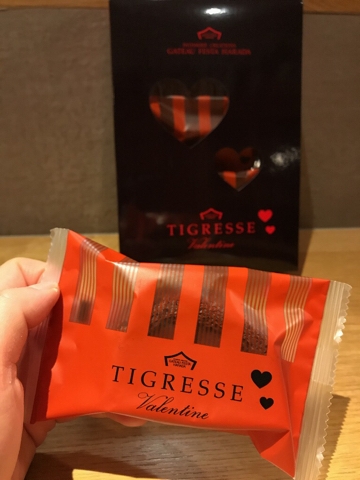 GATEAU FESTA HARADA
TIGRESSE
Valentine
TIGRESSE
Valentine